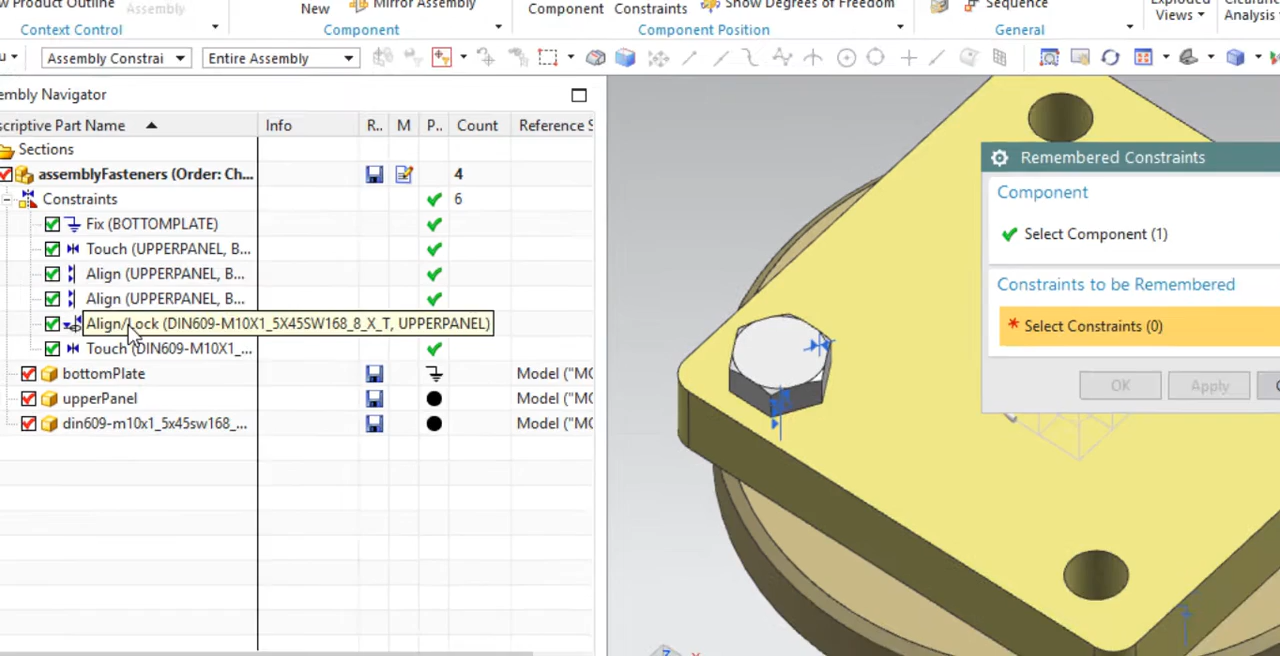 Product Outline
Assembly
New
Mirror Assembly
Component
Constraints
Show Degrees of Freedom
Sequence
Exploded
Views
Clearance
Analysis
Context Control
Component
Component Position
General
Assembly Constrai
Entire Assembly
embly Navigator
scriptive Part Name
Info
R..
M
P..
Count
Reference S
Sections
assemblyFasteners (Order: Ch...
4
Constraints
6
Fix (BOTTOMPLATE)
Touch (UPPERPANEL, B...
Align (UPPERPANEL, B...
Align (UPPERPANEL, B...
Align/Lock (DIN609-M10X1_5X45SW168_8_X_T, UPPERPANEL)
Touch (DIN609-M10X1_...
bottomPlate
Model ("MO
upperPanel
Model ("MO
din609-m10x1_5x45sw168_...
Model ("MO
Remembered Constraints
Component
Select Component (1)
Constraints to be Remembered
* Select Constraints (0)
OK
Apply
Z